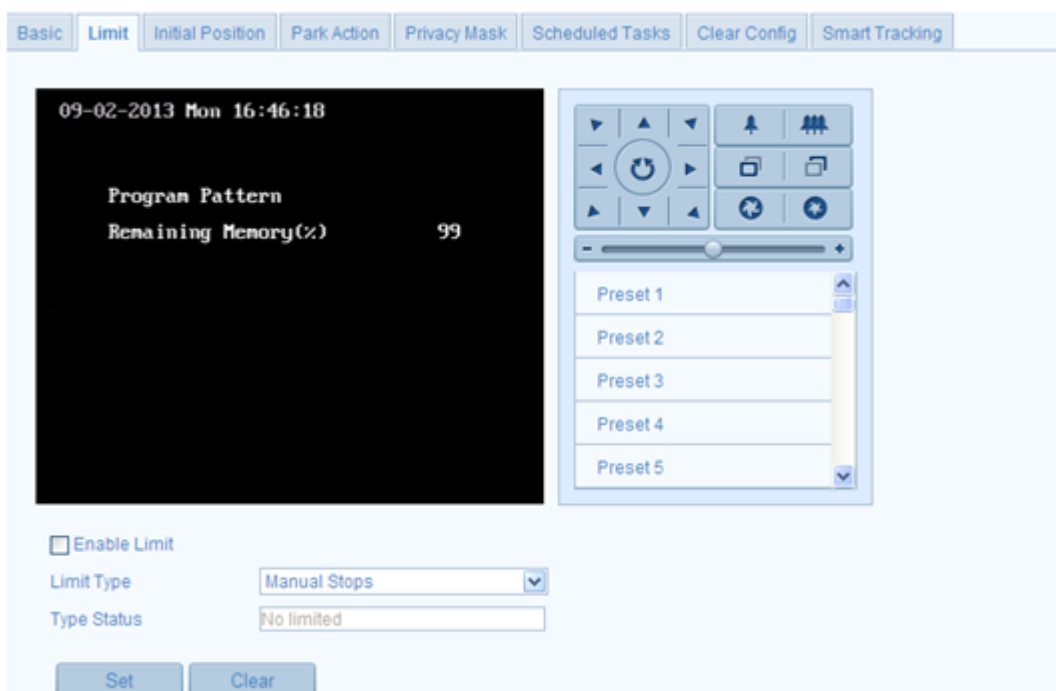 Basic Limit Initial Position Park Action Privacy Mask Scheduled Tasks Clear Config Smart Tracking
09-02-2013 Mon 16:46:18
Program Pattern
Remaining Memory(%) 99
- +
Preset 1
Preset 2
Preset 3
Preset 4
Preset 5
Enable Limit
Limit Type Manual Stops
Type Status No limited
Set Clear